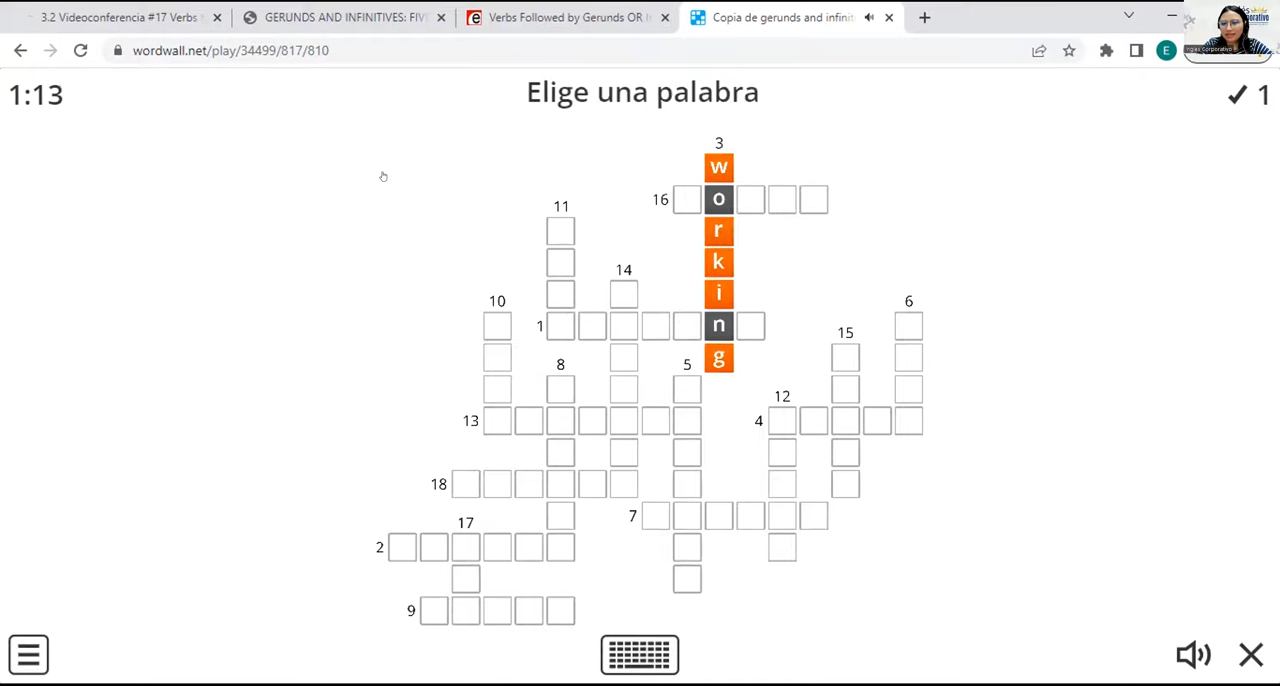 3.2 Videoconferencia #17 Verbs
GERUNDS AND INFINITIVES: FIV
Verbs Followed by Gerunds OR I
Copia de gerunds and infinit
wordwall.net/play/34499/817/810
E
Ingles Corporativo
1:13
Elige una palabra
1
3
w
16 o
11
r
k
14
i
10
6
1 n
15
g
8
5
12
13
4
18
7
17
2
9